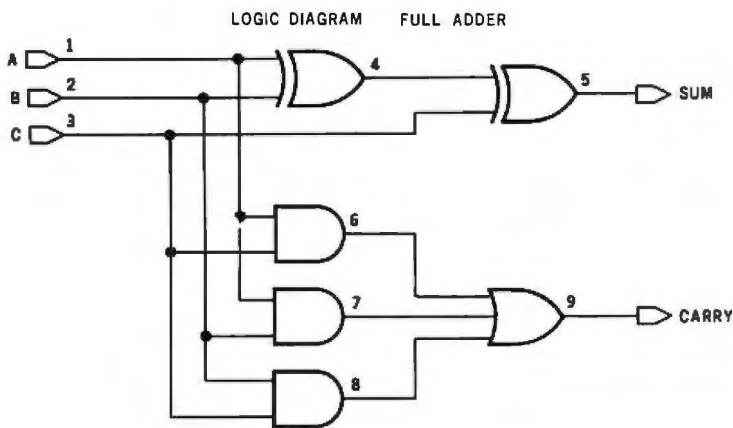 LOGIC DIAGRAM FULL ADDER
A 1
B 2
C 3
4
5
SUM
6
7
8
9
CARRY